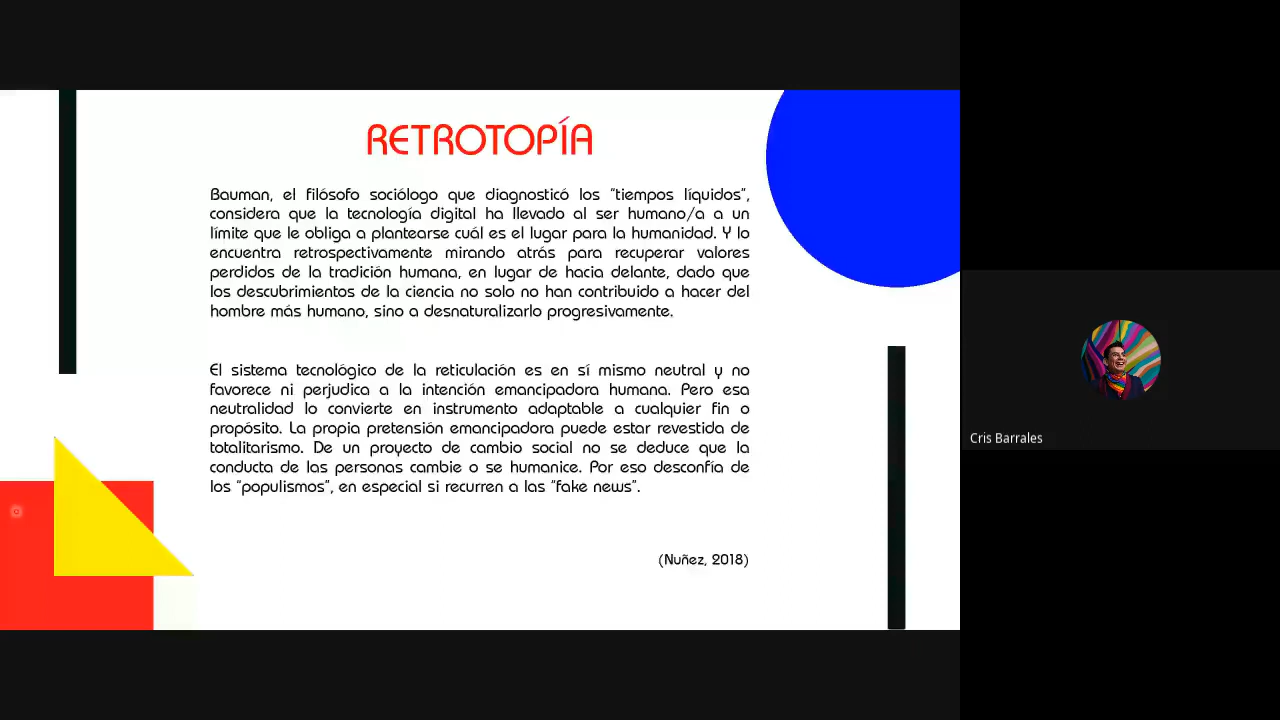 RETROTOPÍA
Bauman, el filósofo sociólogo que diagnosticó los "tiempos líquidos",
considera que la tecnología digital ha llevado al ser humano/a a un
límite que le obliga a plantearse cuál es el lugar para la humanidad. Y lo
encuentra retrospectivamente mirando atrás para recuperar valores
perdidos de la tradición humana, en lugar de hacia delante, dado que
los descubrimientos de la ciencia no solo no han contribuido a hacer del
hombre más humano, sino a desnaturalizarlo progresivamente.
El sistema tecnológico de la reticulación es en sí mismo neutral y no
favorece ni perjudica a la intención emancipadora humana. Pero esa
neutralidad lo convierte en instrumento adaptable a cualquier fin o
propósito. La propia pretensión emancipadora puede estar revestida de
totalitarismo. De un proyecto de cambio social no se deduce que la
conducta de las personas cambie o se humanice. Por eso desconfía de
los "populismos", en especial si recurren a las "fake news".
(Nuñez, 2018)
Cris Barrales